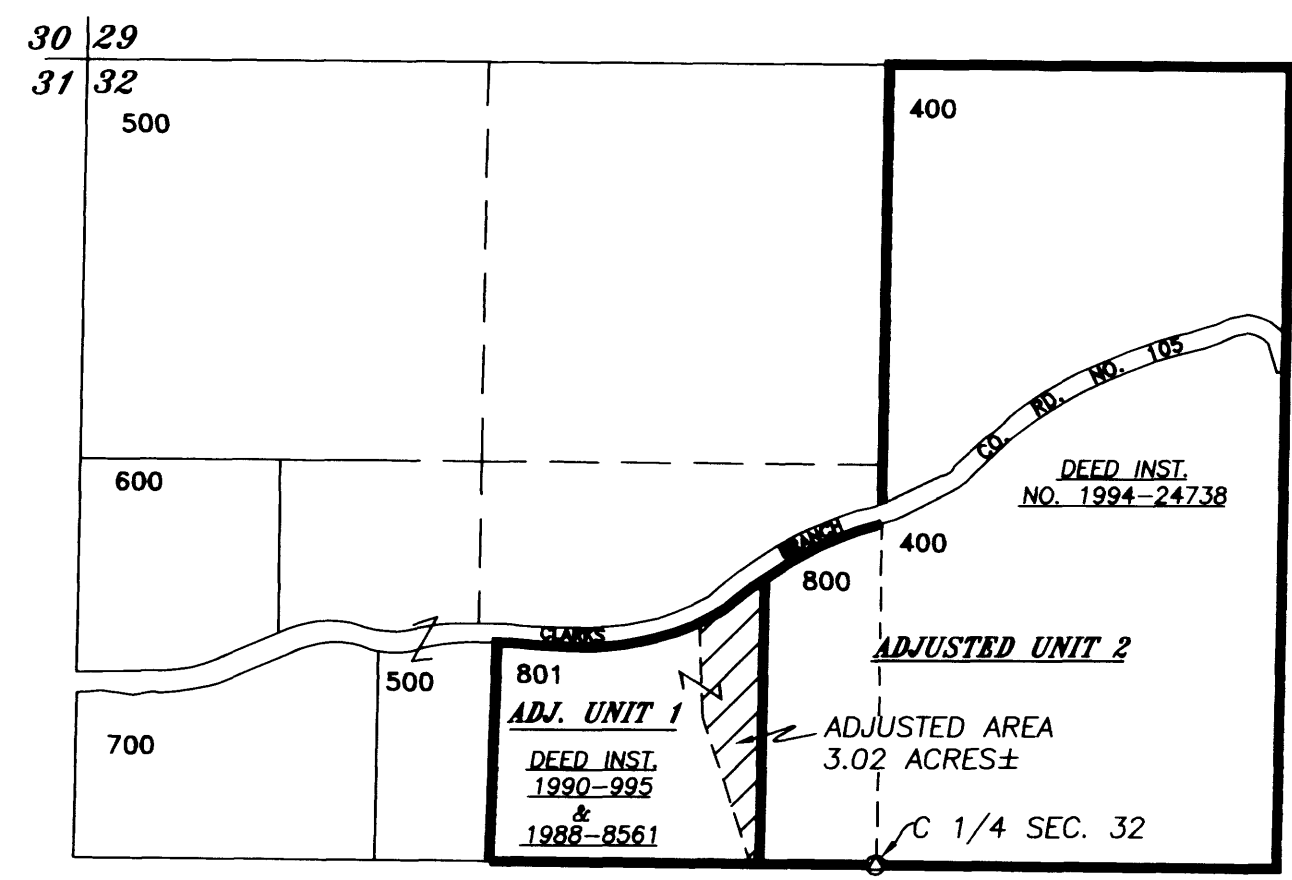 30 29
31 32
500
400
600
DEED INST.
NO. 1994-24738
CLARKS BRANCH CO. RD. NO. 105
400
800
ADJUSTED UNIT 2
801
500
ADJ. UNIT 1
700
ADJUSTED AREA
3.02 ACRES±
DEED INST.
1990-995
&
1988-8561
C 1/4 SEC. 32